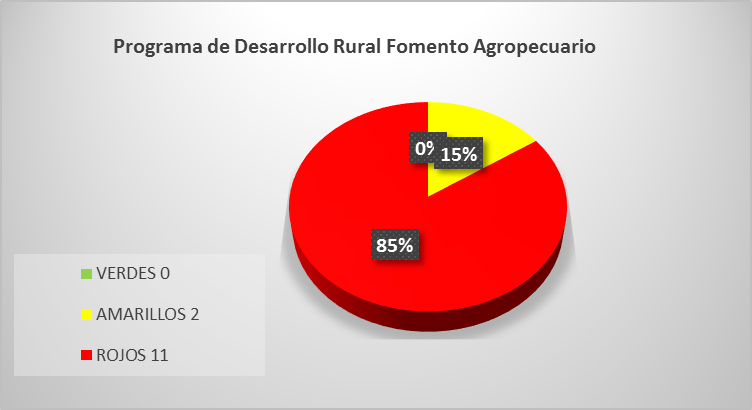 Programa de Desarrollo Rural Fomento Agropecuario
0%
15%
85%
VERDES 0
AMARILLOS 2
ROJOS 11